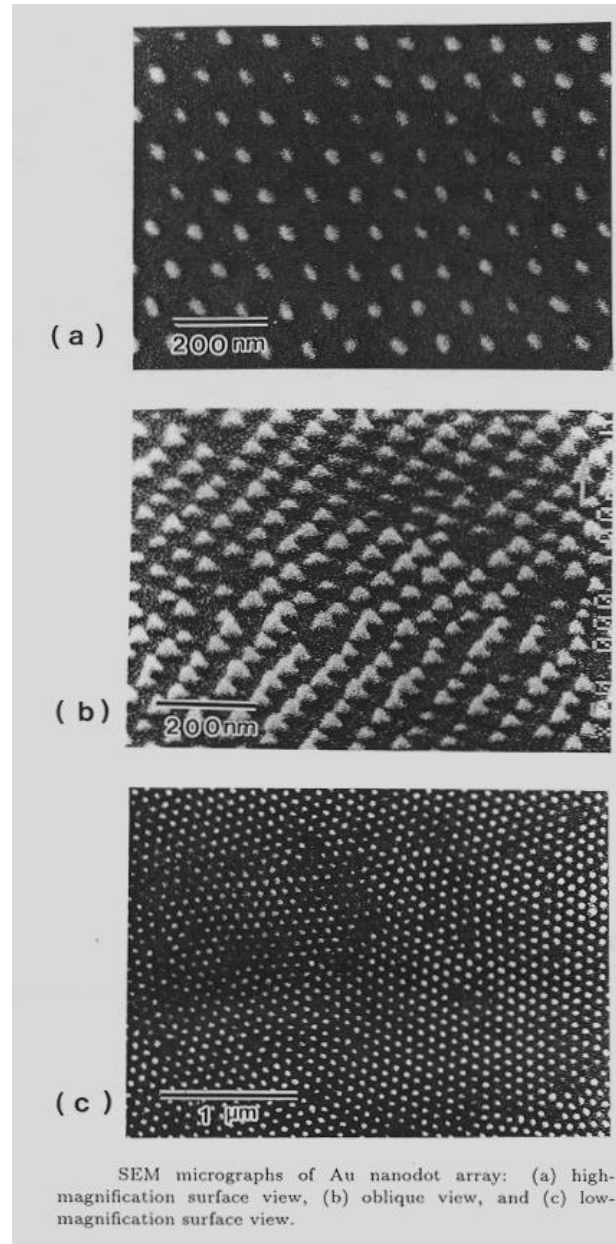 (a)
200 nm
(b)
200nm
(c)
1 μm
SEM micrographs of Au nanodot array: (a) high-
magnification surface view, (b) oblique view, and (c) low-
magnification surface view.